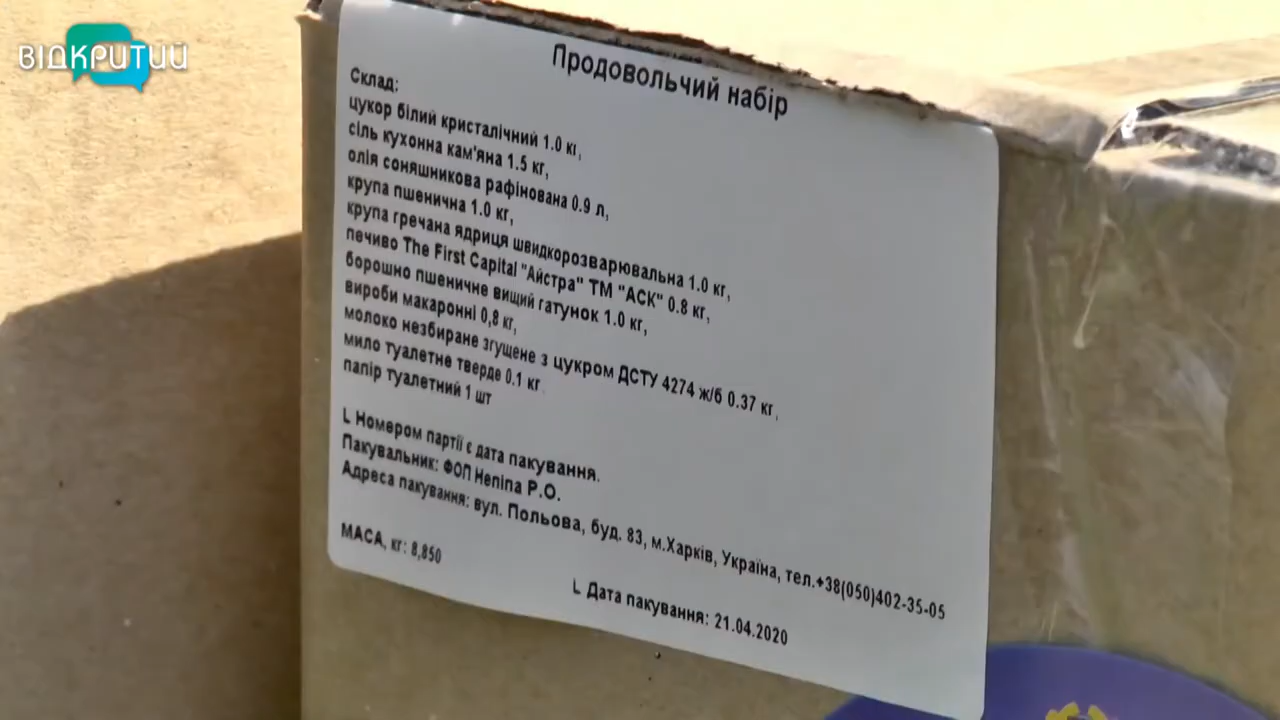 ВІДКРИТИЙ
Продовольчий набір
Склад:
цукор білий кристалічний 1.0 кг,
сіль кухонна кам'яна 1.5 кг,
олія соняшникова рафінована 0.9 л,
крупа пшенична 1.0 кг,
крупа гречана ядриця швидкорозварювальна 1.0 кг,
печиво The First Capital "Айстра" ТМ "АСК" 0.8 кг,
борошно пшеничне вищий гатунок 1.0 кг,
вироби макаронні 0,8 кг,
молоко незбиране згущене з цукром ДСТУ 4274 ж/б 0.37 кг,
мило туалетне тверде 0.1 кг
папір туалетний 1 шт
L Номером партії є дата пакування.
Пакувальник: ФОП Непіпа Р.О.
Адреса пакування: вул. Польова, буд. 83, м.Харків, Україна, тел.+38(050)402-35-05
МАСА, кг: 8,850
L Дата пакування: 21.04.2020